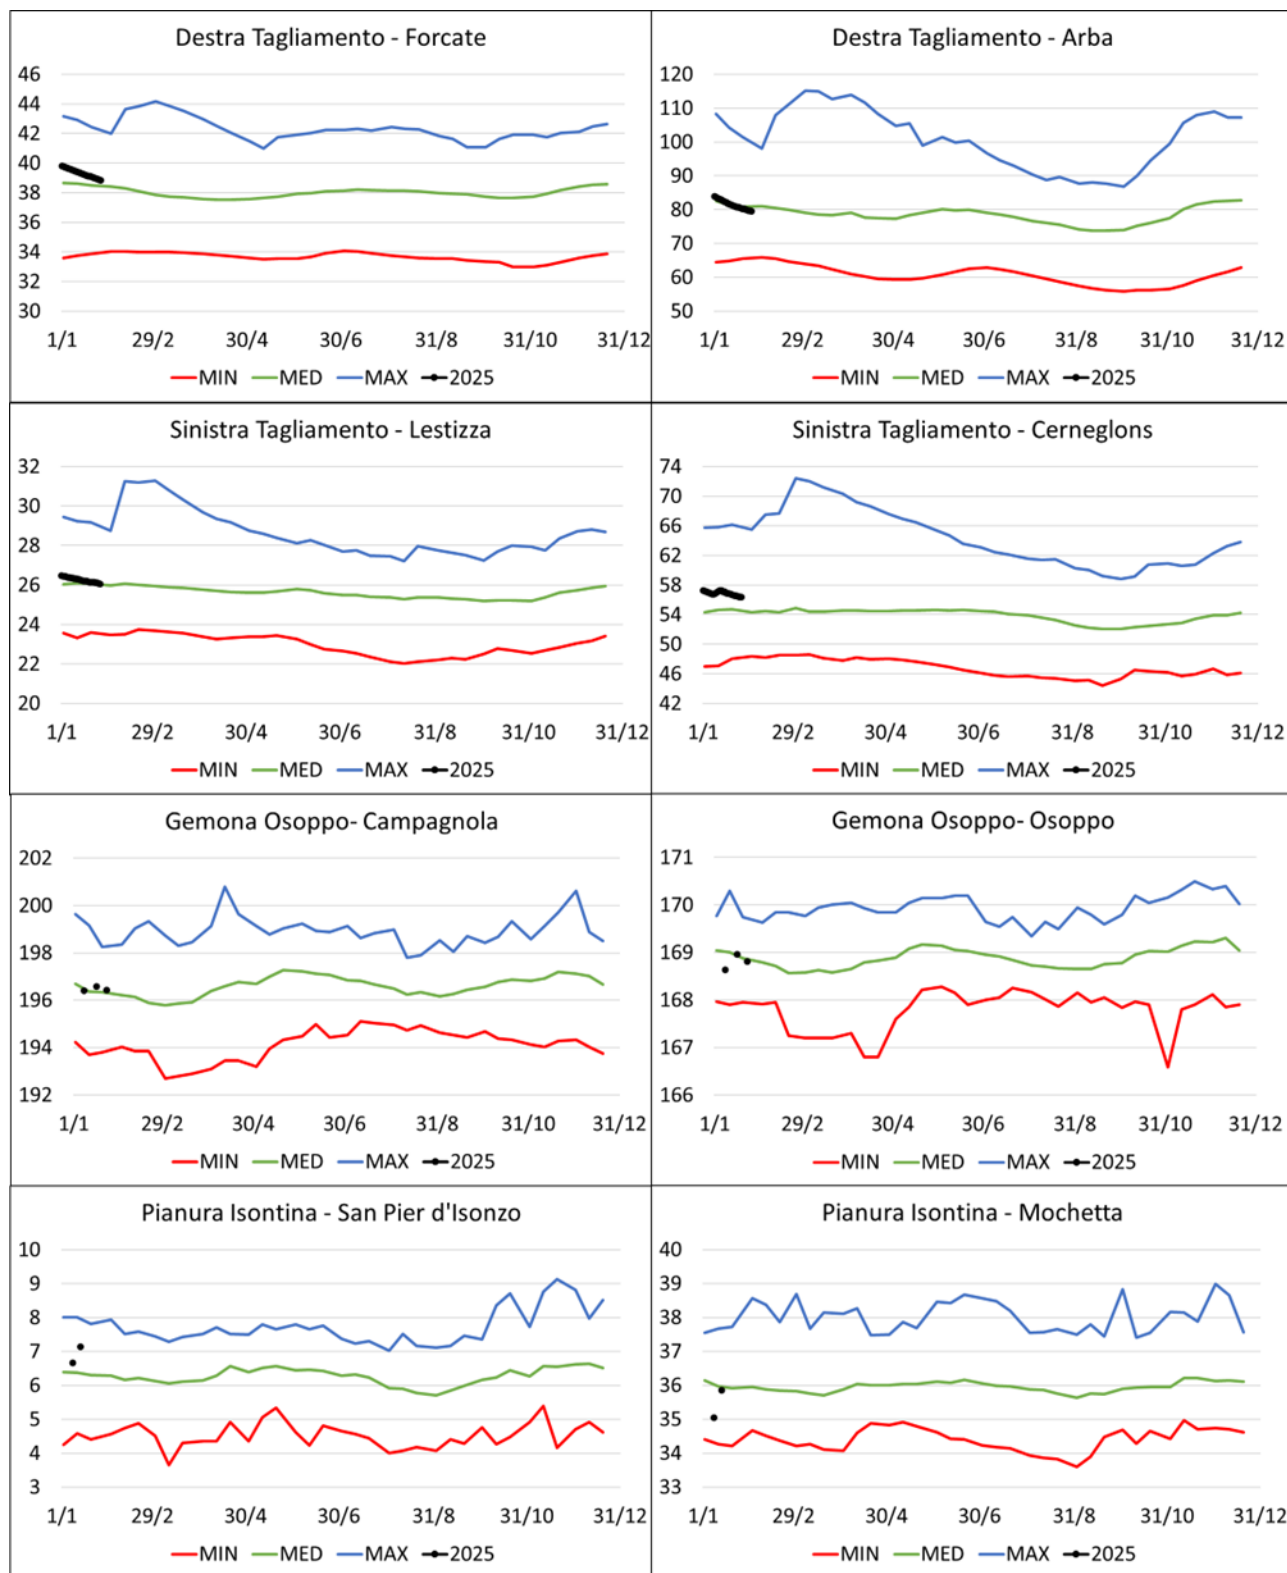 Destra Tagliamento - Forcate
46
44
42
40
38
36
34
32
30
1/1 29/2 30/4 30/6 31/8 31/10 31/12
MIN MED MAX 2025
Destra Tagliamento - Arba
120
110
100
90
80
70
60
50
1/1 29/2 30/4 30/6 31/8 31/10 31/12
MIN MED MAX 2025
Sinistra Tagliamento - Lestizza
32
30
28
26
24
22
20
1/1 29/2 30/4 30/6 31/8 31/10 31/12
MIN MED MAX 2025
Sinistra Tagliamento - Cerneglons
74
70
66
62
58
54
50
46
42
1/1 29/2 30/4 30/6 31/8 31/10 31/12
MIN MED MAX 2025
Gemona Osoppo- Campagnola
202
200
198
196
194
192
1/1 29/2 30/4 30/6 31/8 31/10 31/12
MIN MED MAX 2025
Gemona Osoppo- Osoppo
171
170
169
168
167
166
1/1 29/2 30/4 30/6 31/8 31/10 31/12
MIN MED MAX 2025
Pianura Isontina - San Pier d'Isonzo
10
9
8
7
6
5
4
3
1/1 29/2 30/4 30/6 31/8 31/10 31/12
MIN MED MAX 2025
Pianura Isontina - Mochetta
40
39
38
37
36
35
34
33
1/1 29/2 30/4 30/6 31/8 31/10 31/12
MIN MED MAX 2025